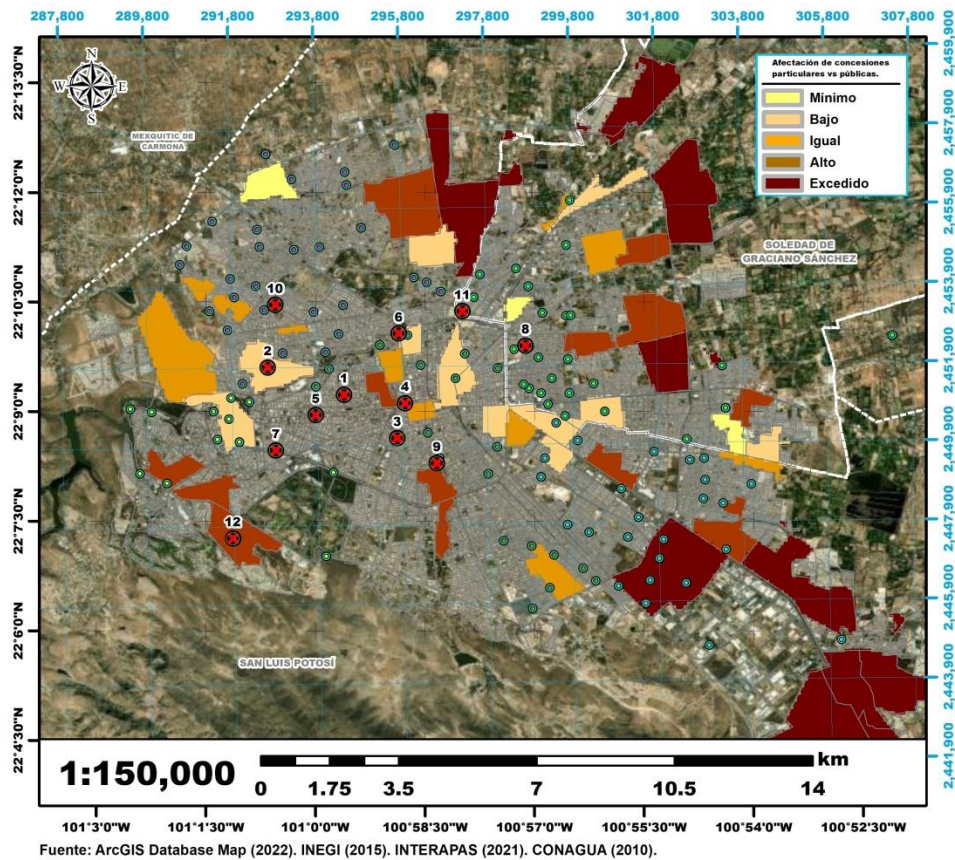 287,800 289,800 291,800 293,800 295,800 297,800 299,800 301,800 303,800 305,800 307,800
2,459,900
2,457,900
2,455,900
2,453,900
2,451,900
2,449,900
2,447,900
2,445,900
2,443,900
2,441,900
22°13'30"N
22°12'0"N
22°10'30"N
22°9'0"N
22°7'30"N
22°6'0"N
22°4'30"N
N
W E
S
Afectación de concesiones
particulares vs públicas.
Mínimo
Bajo
Igual
Alto
Excedido
MEXQUITIC DE
CARMONA
SOLEDAD DE
GRACIANO SÁNCHEZ
10
11
6
8
2
1
4
5
3
7
9
12
SAN LUIS POTOSÍ
1:150,000
km
0 1.75 3.5 7 10.5 14
101°3'0"W 101°1'30"W 101°0'0"W 100°58'30"W 100°57'0"W 100°55'30"W 100°54'0"W 100°52'30"W
Fuente: ArcGIS Database Map (2022). INEGI (2015). INTERAPAS (2021). CONAGUA (2010).